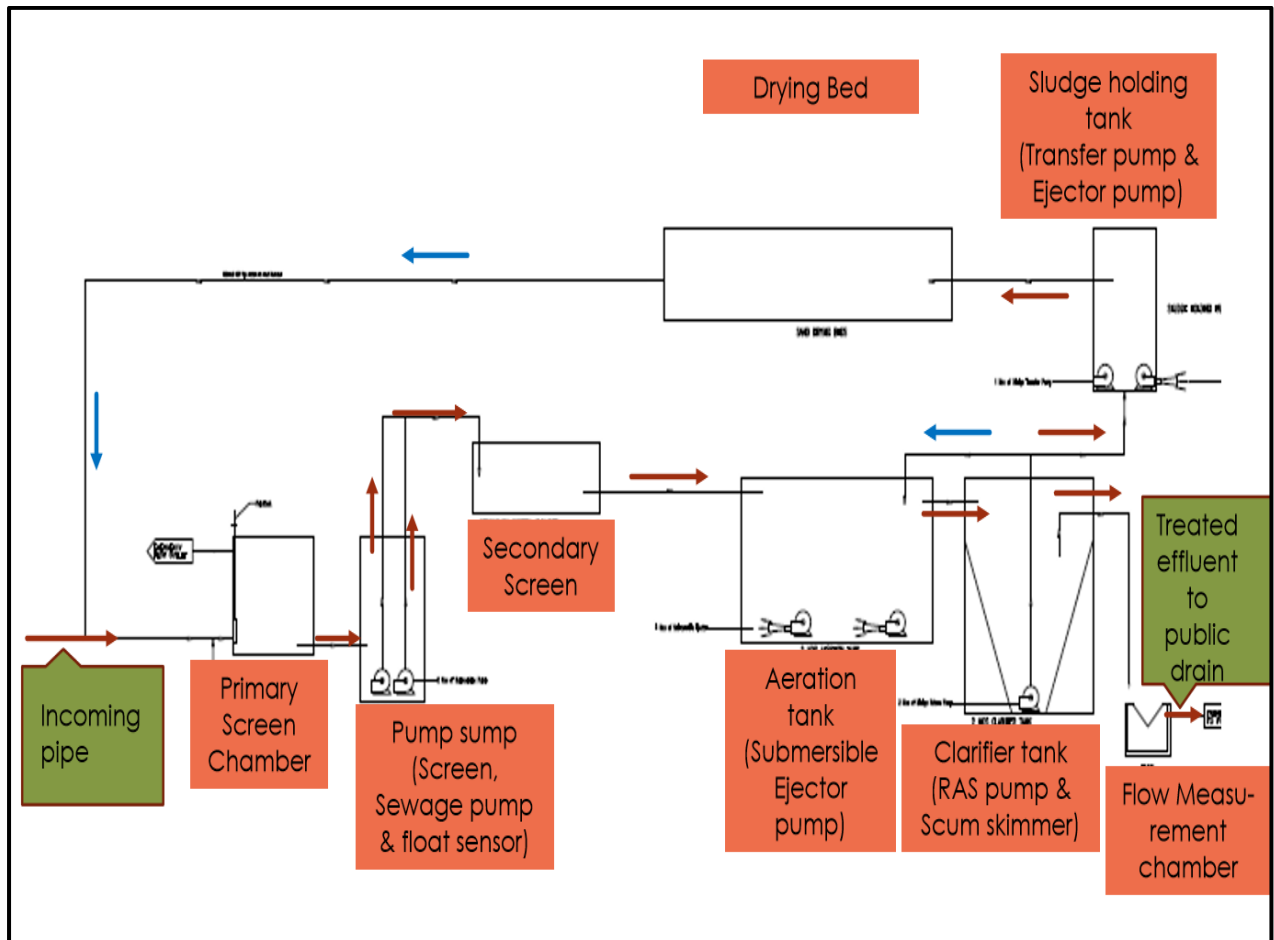 Drying Bed
Sludge holding
tank
(Transfer pump &
Ejector pump)
Secondary
Screen
Incoming
pipe
Primary
Screen
Chamber
Pump sump
(Screen,
Sewage pump
& float sensor)
Aeration
tank
(Submersible
Ejector
pump)
Clarifier tank
(RAS pump &
Scum skimmer)
Treated
effluent
to
public
drain
Flow Measu-
rement
chamber